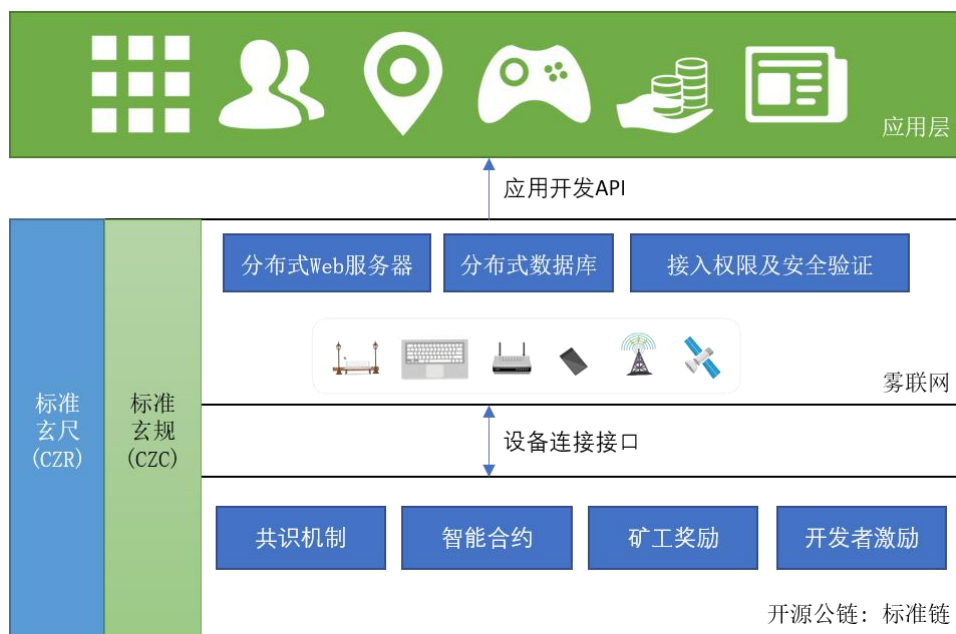 应用层
应用开发API
分布式Web服务器
分布式数据库
接入权限及安全验证
雾联网
标准
玄尺
(CZR)
标准
玄规
(CZC)
设备连接接口
共识机制
智能合约
矿工奖励
开发者激励
开源公链：标准链